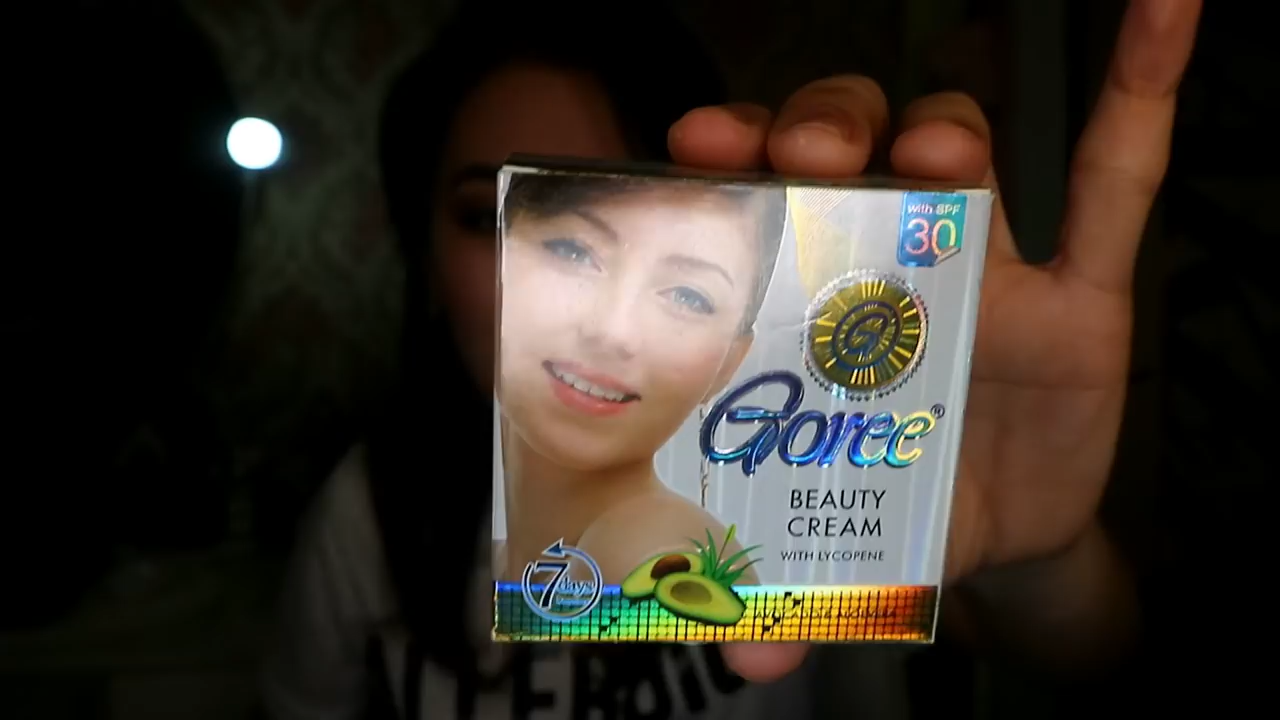 with SPF
30
G
Goree®
BEAUTY
CREAM
WITH LYCOPENE
7 days